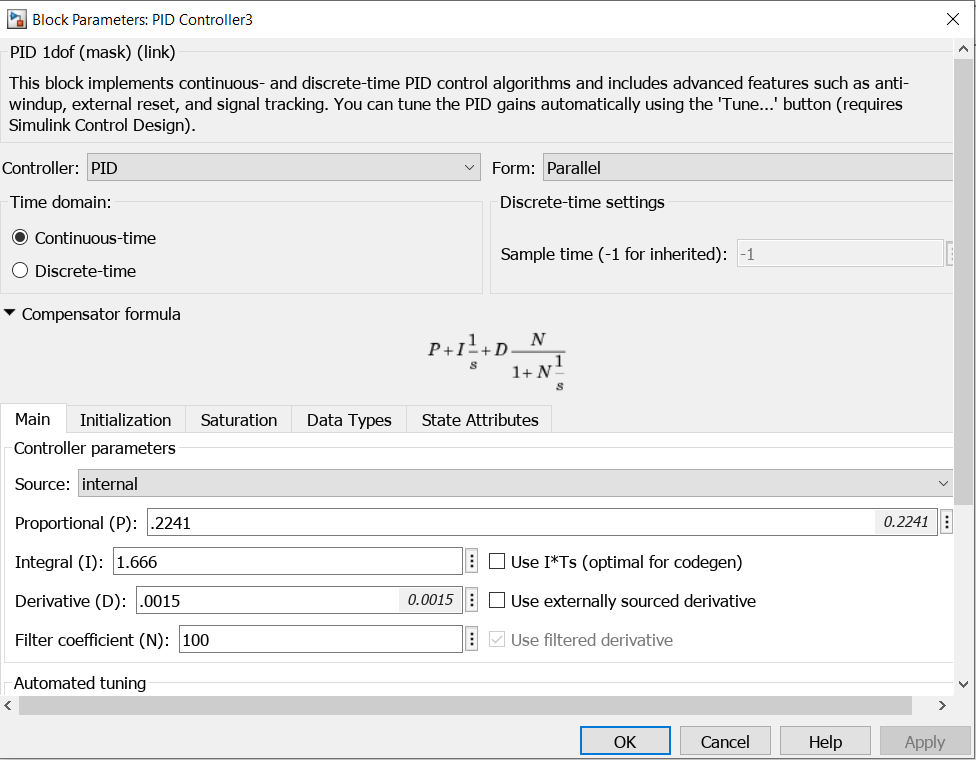 Block Parameters: PID Controller3
PID 1dof (mask) (link)
This block implements continuous- and discrete-time PID control algorithms and includes advanced features such as anti-
windup, external reset, and signal tracking. You can tune the PID gains automatically using the 'Tune...' button (requires
Simulink Control Design).
Controller: PID Form: Parallel
Time domain: Discrete-time settings
Continuous-time
Sample time (-1 for inherited): -1
Discrete-time
Compensator formula
P + I 1/s + D N/(1 + N 1/s)
Main Initialization Saturation Data Types State Attributes
Controller parameters
Source: internal
Proportional (P): .2241 0.2241
Integral (I): 1.666 Use I*Ts (optimal for codegen)
Derivative (D): .0015 0.0015 Use externally sourced derivative
Filter coefficient (N): 100 Use filtered derivative
Automated tuning
OK Cancel Help Apply